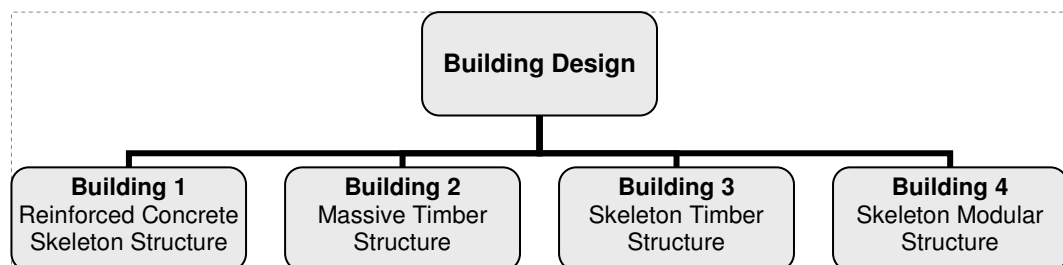 Building Design
Building 1
Reinforced Concrete
Skeleton Structure
Building 2
Massive Timber
Structure
Building 3
Skeleton Timber
Structure
Building 4
Skeleton Modular
Structure